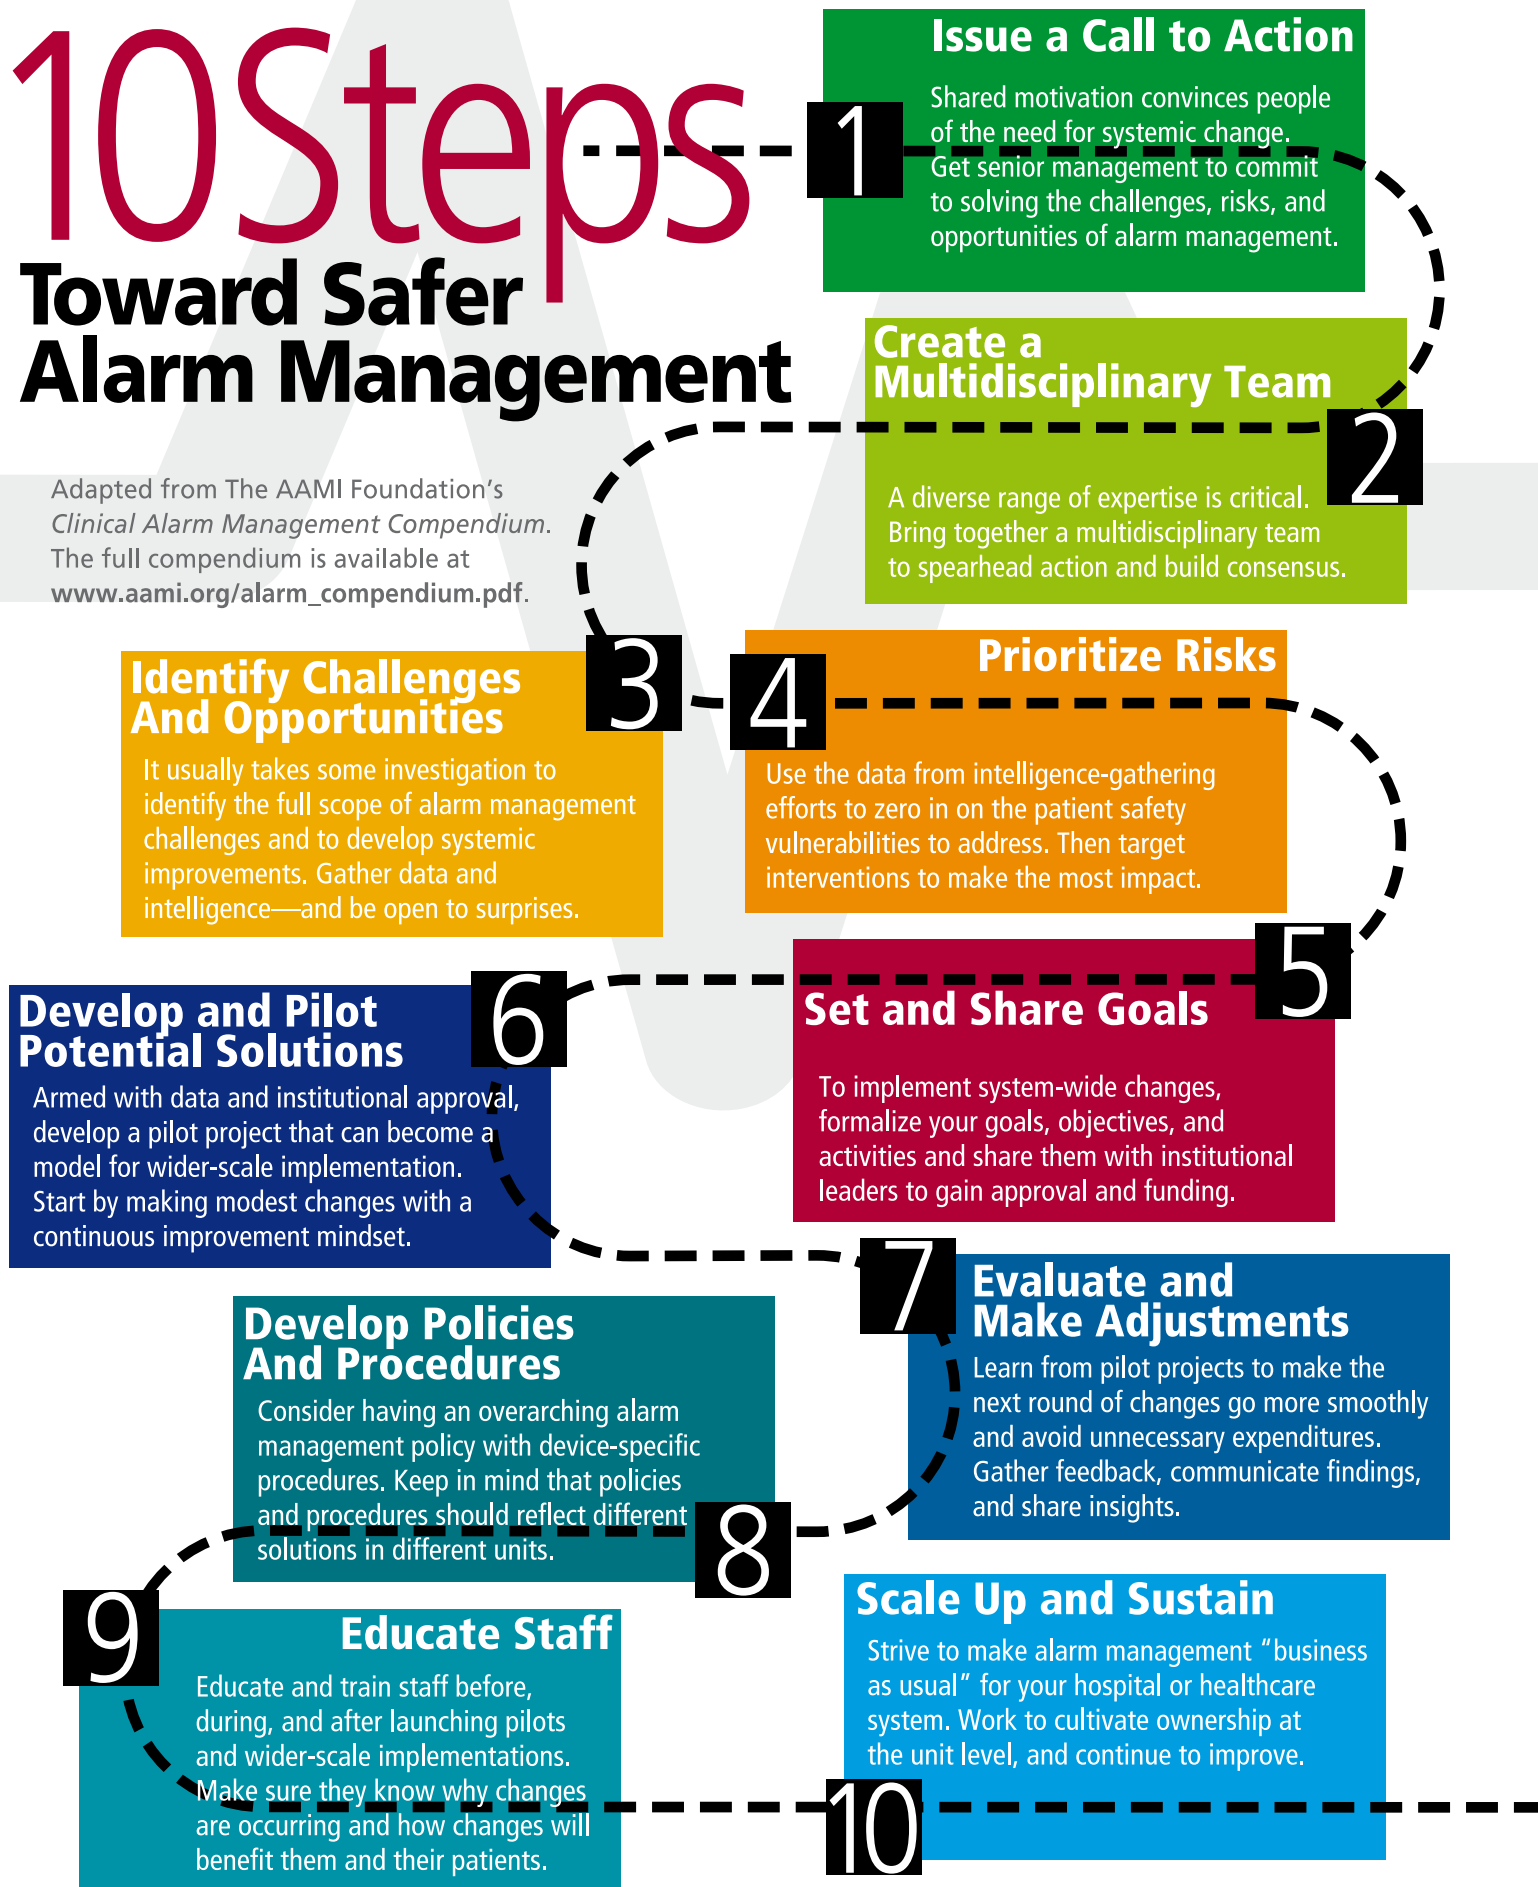 10Steps
Toward Safer
Alarm Management
Adapted from The AAMI Foundation’s
Clinical Alarm Management Compendium.
The full compendium is available at
www.aami.org/alarm_compendium.pdf.
1
Issue a Call to Action
Shared motivation convinces people
of the need for systemic change.
Get senior management to commit
to solving the challenges, risks, and
opportunities of alarm management.
2
Create a
Multidisciplinary Team
A diverse range of expertise is critical.
Bring together a multidisciplinary team
to spearhead action and build consensus.
3
Identify Challenges
And Opportunities
It usually takes some investigation to
identify the full scope of alarm management
challenges and to develop systemic
improvements. Gather data and
intelligence—and be open to surprises.
4
Prioritize Risks
Use the data from intelligence-gathering
efforts to zero in on the patient safety
vulnerabilities to address. Then target
interventions to make the most impact.
5
Set and Share Goals
To implement system-wide changes,
formalize your goals, objectives, and
activities and share them with institutional
leaders to gain approval and funding.
6
Develop and Pilot
Potential Solutions
Armed with data and institutional approval,
develop a pilot project that can become a
model for wider-scale implementation.
Start by making modest changes with a
continuous improvement mindset.
7
Evaluate and
Make Adjustments
Learn from pilot projects to make the
next round of changes go more smoothly
and avoid unnecessary expenditures.
Gather feedback, communicate findings,
and share insights.
8
Develop Policies
And Procedures
Consider having an overarching alarm
management policy with device-specific
procedures. Keep in mind that policies
and procedures should reflect different
solutions in different units.
9
Educate Staff
Educate and train staff before,
during, and after launching pilots
and wider-scale implementations.
Make sure they know why changes
are occurring and how changes will
benefit them and their patients.
10
Scale Up and Sustain
Strive to make alarm management “business
as usual” for your hospital or healthcare
system. Work to cultivate ownership at
the unit level, and continue to improve.